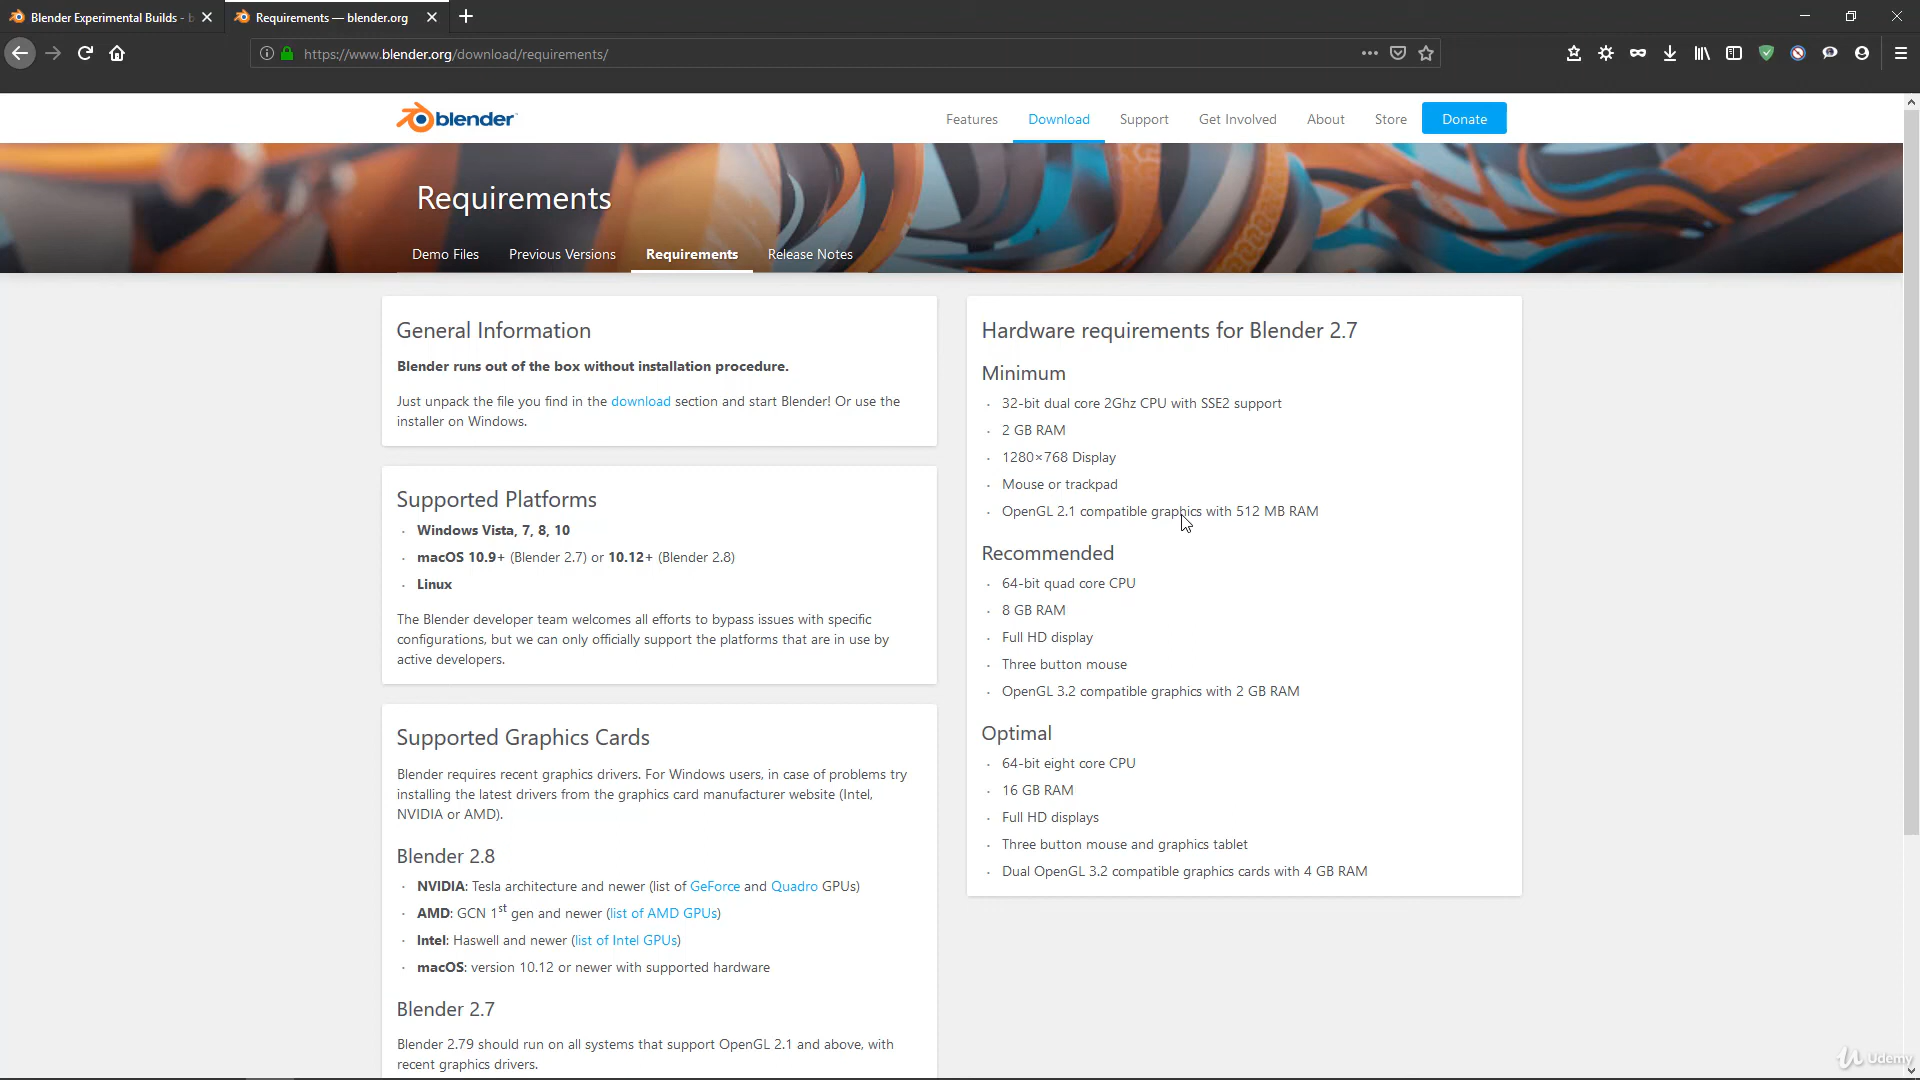 Blender Experimental Builds - b
Requirements — blender.org
https://www.blender.org/download/requirements/
blender
Features
Download
Support
Get Involved
About
Store
Donate
Requirements
Demo Files
Previous Versions
Requirements
Release Notes
General Information
Blender runs out of the box without installation procedure.
Just unpack the file you find in the download section and start Blender! Or use the
installer on Windows.
Supported Platforms
· Windows Vista, 7, 8, 10
· macOS 10.9+ (Blender 2.7) or 10.12+ (Blender 2.8)
· Linux
The Blender developer team welcomes all efforts to bypass issues with specific
configurations, but we can only officially support the platforms that are in use by
active developers.
Supported Graphics Cards
Blender requires recent graphics drivers. For Windows users, in case of problems try
installing the latest drivers from the graphics card manufacturer website (Intel,
NVIDIA or AMD).
Blender 2.8
· NVIDIA: Tesla architecture and newer (list of GeForce and Quadro GPUs)
· AMD: GCN 1st gen and newer (list of AMD GPUs)
· Intel: Haswell and newer (list of Intel GPUs)
· macOS: version 10.12 or newer with supported hardware
Blender 2.7
Blender 2.79 should run on all systems that support OpenGL 2.1 and above, with
recent graphics drivers.
Hardware requirements for Blender 2.7
Minimum
· 32-bit dual core 2Ghz CPU with SSE2 support
· 2 GB RAM
· 1280×768 Display
· Mouse or trackpad
· OpenGL 2.1 compatible graphics with 512 MB RAM
Recommended
· 64-bit quad core CPU
· 8 GB RAM
· Full HD display
· Three button mouse
· OpenGL 3.2 compatible graphics with 2 GB RAM
Optimal
· 64-bit eight core CPU
· 16 GB RAM
· Full HD displays
· Three button mouse and graphics tablet
· Dual OpenGL 3.2 compatible graphics cards with 4 GB RAM
Udemy